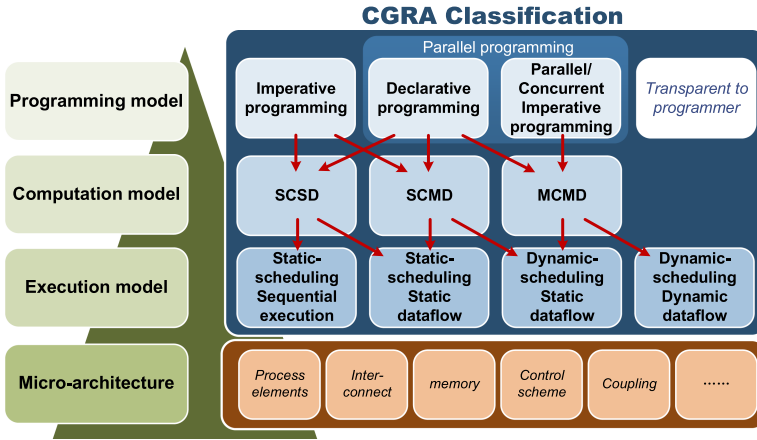 CGRA Classification
Parallel programming
Programming model
Imperative
programming
Declarative
programming
Parallel/
Concurrent
Imperative
programming
Transparent to
programmer
Computation model
SCSD
SCMD
MCMD
Execution model
Static-
scheduling
Sequential
execution
Static-
scheduling
Static
dataflow
Dynamic-
scheduling
Static
dataflow
Dynamic-
scheduling
Dynamic
dataflow
Micro-architecture
Process
elements
Inter-
connect
memory
Control
scheme
Coupling
……